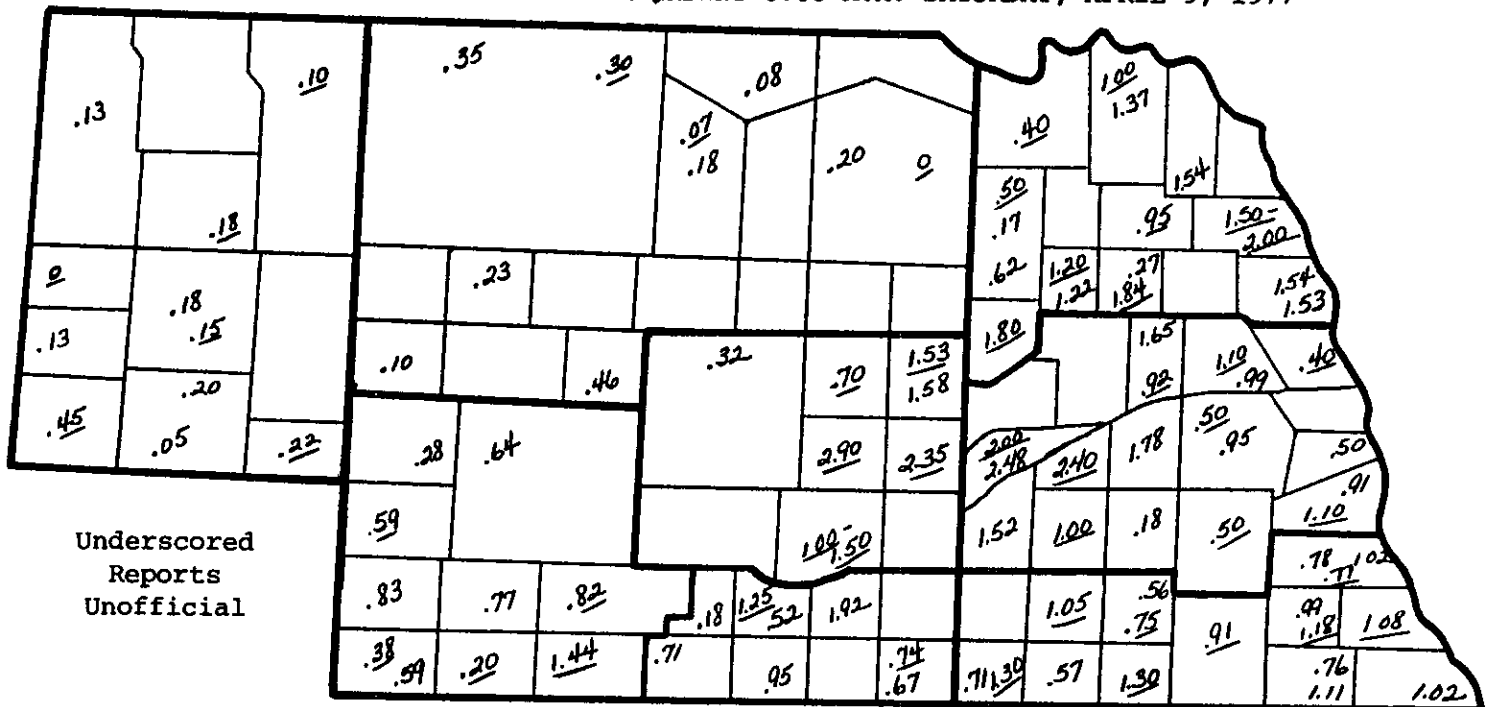 APRIL 9, 1977
.35 .30 .08 1.00
.10 1.37
.13 .07 .40
.18 .20 0 1.54
.18 .50 .95 1.50-
.17 2.00
0 .23 .62 1.20 .27 1.54
.18 1.22 1.84 1.53
.13 .15 .10 .46 .32 .70 1.53 1.80 1.65 1.10 .40
.20 1.58 .92 .99
.45 .05 .22 .28 .64 2.90 2.35 2.00 2.40 1.78 .50 .50
2.48 .95 .91
.59 1.00- 1.52 1.00 .18 .50 1.10
1.50
Underscored
Reports
Unofficial
.83 .77 .82 .18 1.25 1.92 1.05 .56 .78 1.02
.52 .75 .77
.91 .99 1.08
1.18
.38 .20 1.44 .71 .95 .74 .71 1.30 .57 1.30 .76 1.02
.59 .67 1.11